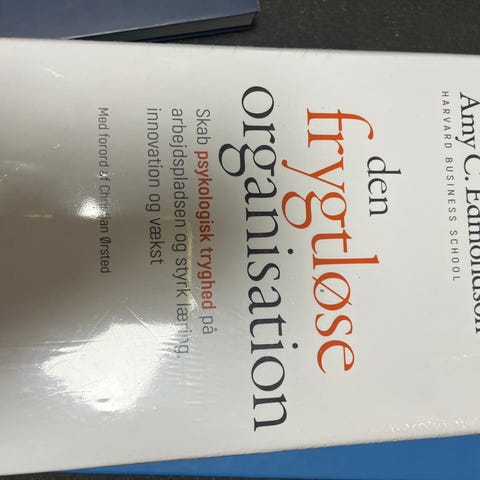 Amy C. Edmondson
HARVARD BUSINESS SCHOOL
den
frygtløse
organisation
Skab psykologisk tryghed på
arbejdspladsen og styrk læring,
innovation og vækst
Med forord af Christian Ørsted